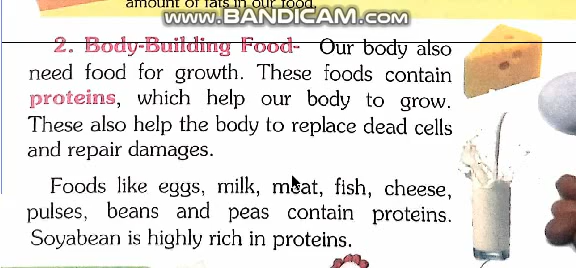 amount of fats in our food.
www.BANDICAM.com
2. Body-Building Food- Our body also
need food for growth. These foods contain
proteins, which help our body to grow.
These also help the body to replace dead cells
and repair damages.
Foods like eggs, milk, meat, fish, cheese,
pulses, beans and peas contain proteins.
Soyabean is highly rich in proteins.